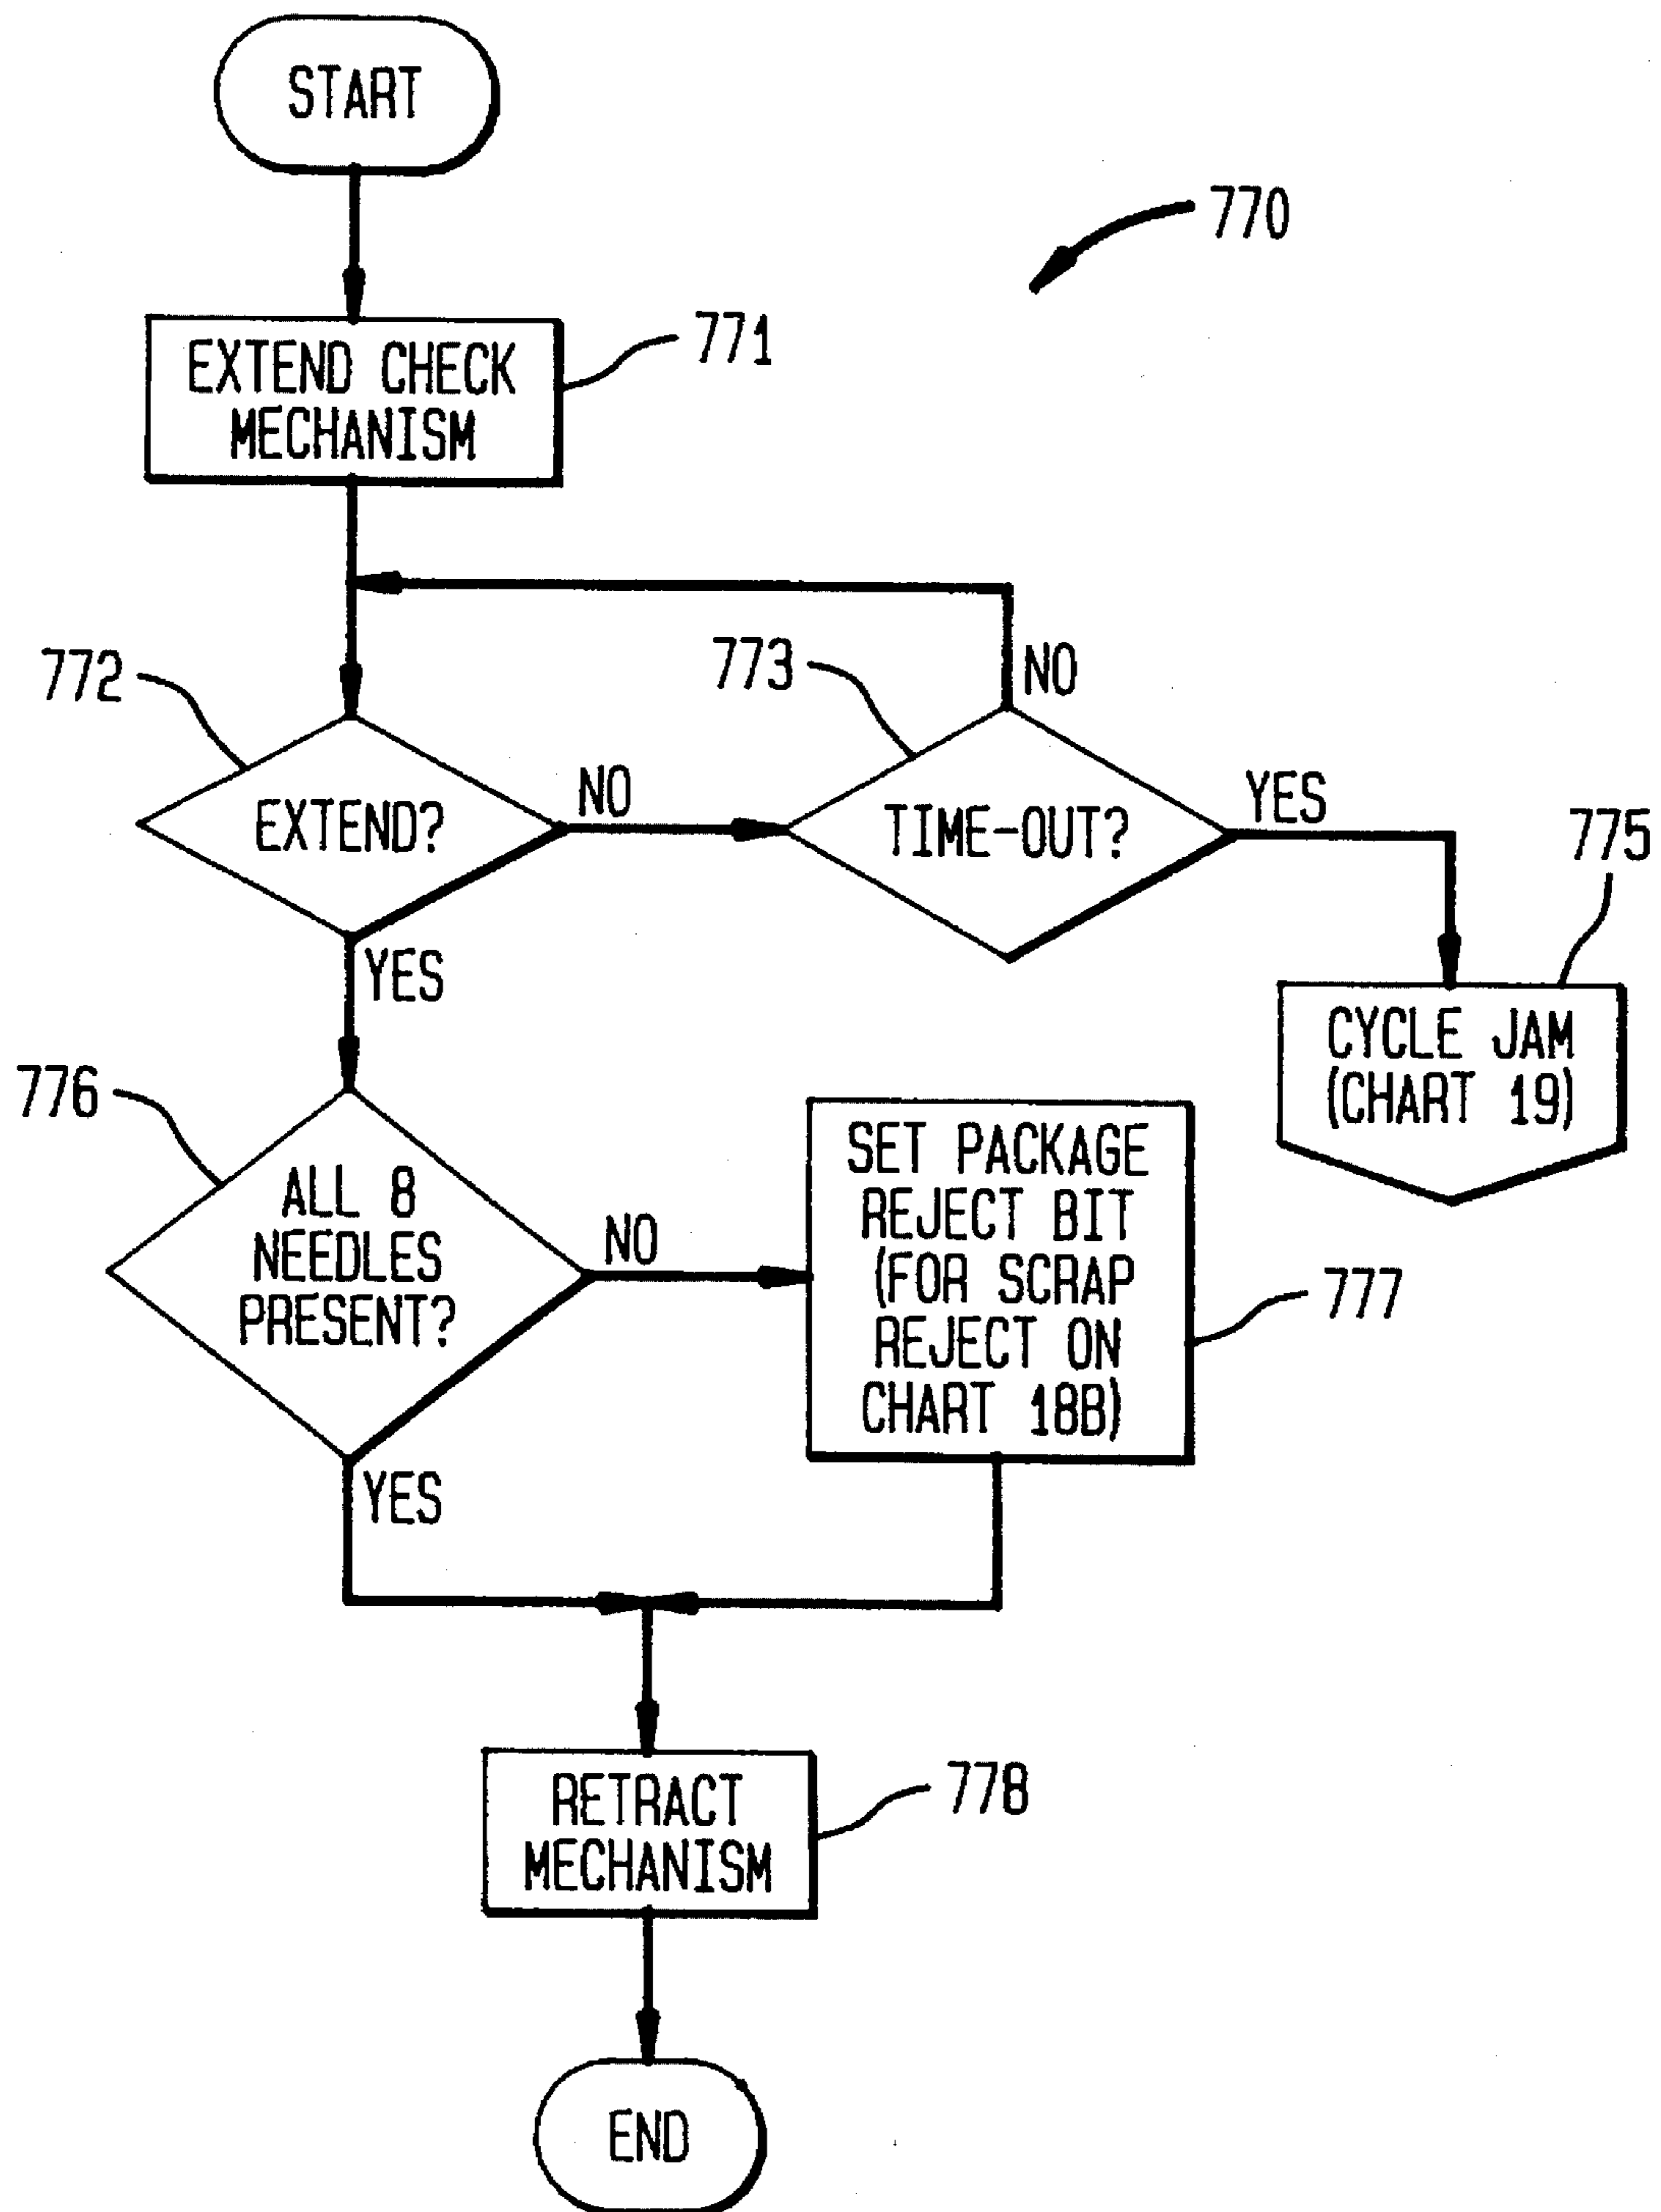 START
770
EXTEND CHECK
MECHANISM
771
772
773
NO
EXTEND?
NO
TIME-OUT?
YES
775
YES
CYCLE JAM
(CHART 19)
776
ALL 8
NEEDLES
PRESENT?
NO
SET PACKAGE
REJECT BIT
(FOR SCRAP
REJECT ON
CHART 18B)
777
YES
RETRACT
MECHANISM
778
END